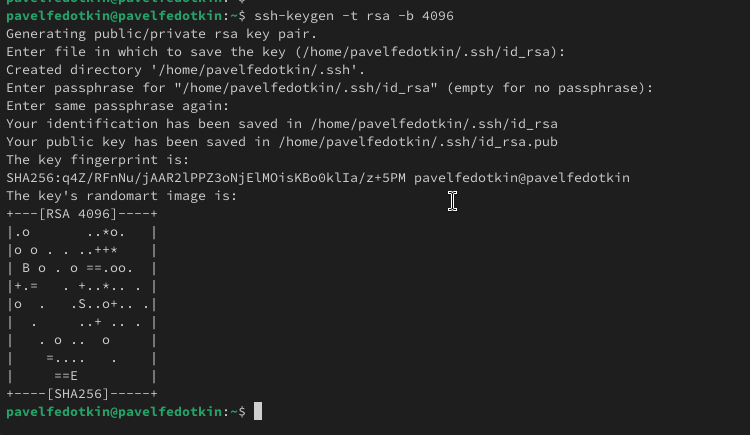 pavelfedotkin@pavelfedotkin:~$ ssh-keygen -t rsa -b 4096
Generating public/private rsa key pair.
Enter file in which to save the key (/home/pavelfedotkin/.ssh/id_rsa):
Created directory '/home/pavelfedotkin/.ssh'.
Enter passphrase for "/home/pavelfedotkin/.ssh/id_rsa" (empty for no passphrase):
Enter same passphrase again:
Your identification has been saved in /home/pavelfedotkin/.ssh/id_rsa
Your public key has been saved in /home/pavelfedotkin/.ssh/id_rsa.pub
The key fingerprint is:
SHA256:q4Z/RFnNu/jAAR2lPPZ3oNjElMOisKBo0klIa/z+5PM pavelfedotkin@pavelfedotkin
The key's randomart image is:
+---[RSA 4096]----+
|.o       ..*o.   |
|o o . . ..++*    |
| B o . o ==.oo.  |
|+.=   . +..*.. . |
|o  .   .S..o+.. .|
|  .     ..+ .. . |
|   . o ..  o     |
|    =....   .    |
|     ==E         |
+----[SHA256]-----+
pavelfedotkin@pavelfedotkin:~$